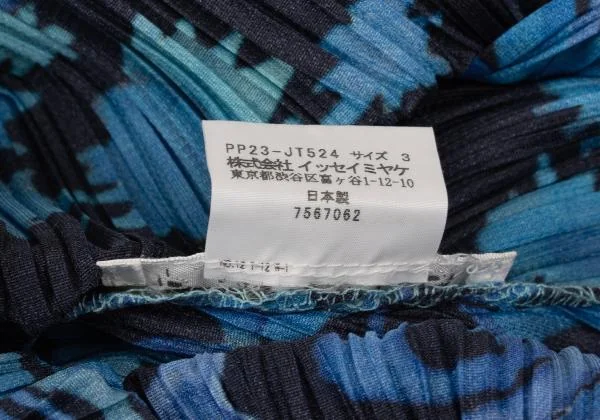 PP23-JT524 サイズ 3
株式会社 イッセイミヤケ
東京都渋谷区富ヶ谷1-12-10
日本製
7567062